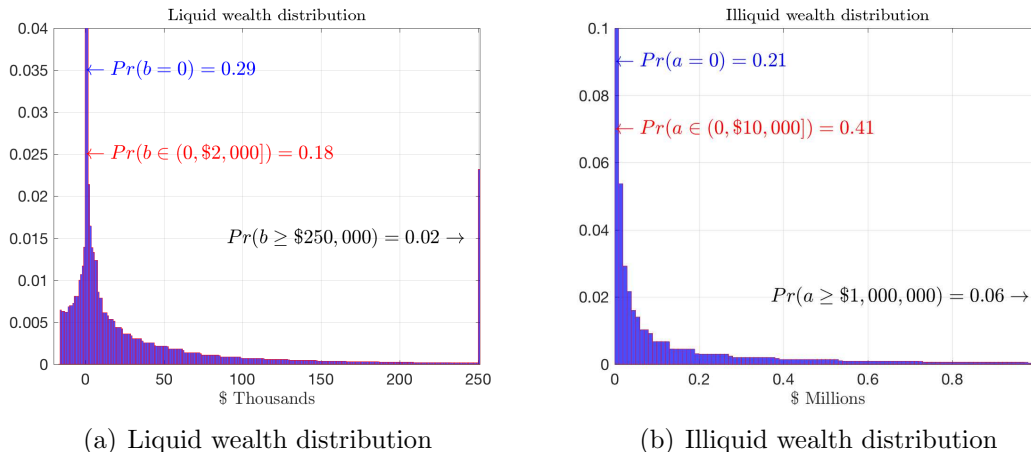 Liquid wealth distribution
0.04
0.035
0.03
0.025
0.02
0.015
0.01
0.005
0
← Pr(b = 0) = 0.29
← Pr(b ∈ (0, $2,000]) = 0.18
Pr(b ≥ $250,000) = 0.02 →
0 50 100 150 200 250
$ Thousands
(a) Liquid wealth distribution
Illiquid wealth distribution
0.1
0.08
0.06
0.04
0.02
0
← Pr(a = 0) = 0.21
← Pr(a ∈ (0, $10,000]) = 0.41
Pr(a ≥ $1,000,000) = 0.06 →
0 0.2 0.4 0.6 0.8
$ Millions
(b) Illiquid wealth distribution